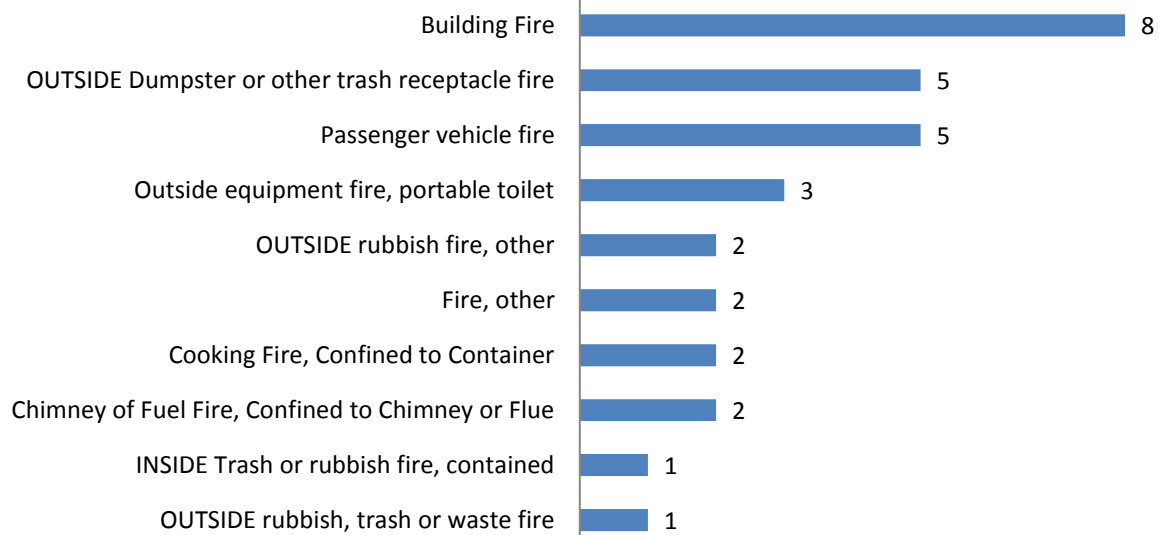 Building Fire 8
OUTSIDE Dumpster or other trash receptacle fire 5
Passenger vehicle fire 5
Outside equipment fire, portable toilet 3
OUTSIDE rubbish fire, other 2
Fire, other 2
Cooking Fire, Confined to Container 2
Chimney of Fuel Fire, Confined to Chimney or Flue 2
INSIDE Trash or rubbish fire, contained 1
OUTSIDE rubbish, trash or waste fire 1